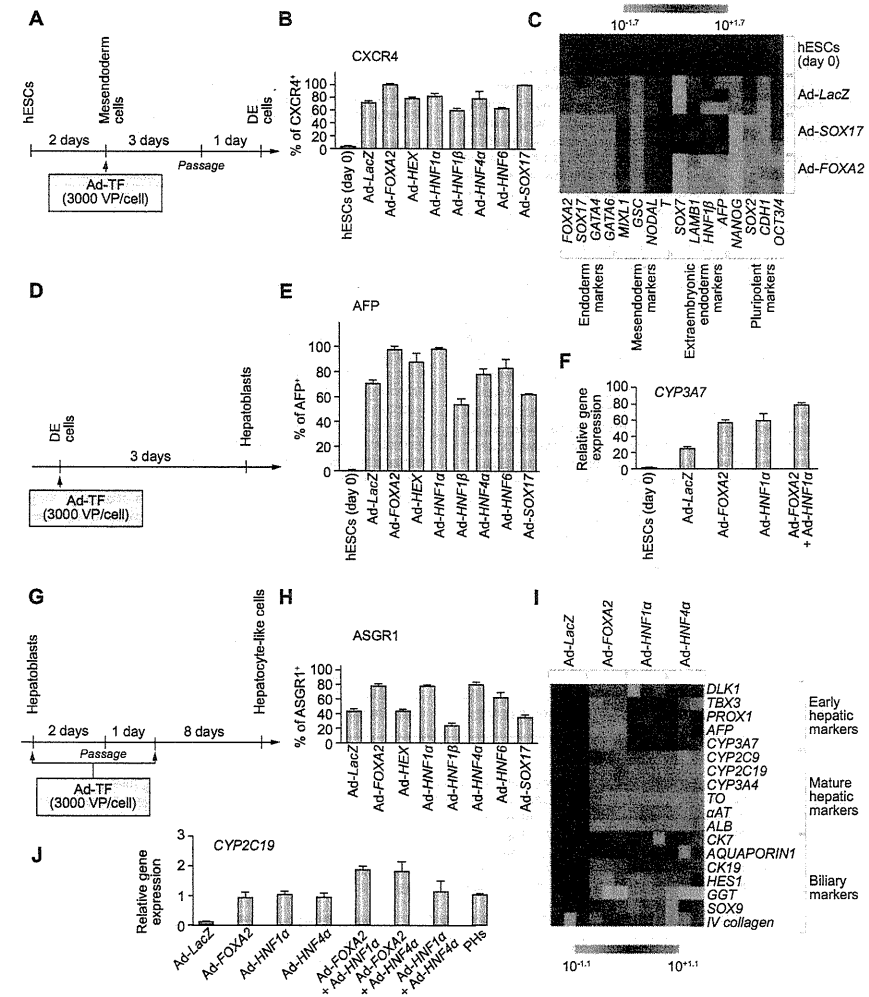 A
hESCs
Mesendoderm
cells
DE
cells
2 days
3 days
1 day
Passage
Ad-TF
(3000 VP/cell)
B
CXCR4
% of CXCR4+
100
80
60
40
20
0
hESCs (day 0)
Ad-LacZ
Ad-FOXA2
Ad-HEX
Ad-HNF1α
Ad-HNF1β
Ad-HNF4α
Ad-HNF6
Ad-SOX17
C
10-1.7
10+1.7
hESCs
(day 0)
Ad-LacZ
Ad-SOX17
Ad-FOXA2
FOXA2
SOX17
GATA4
GATA6
MIXL1
GSC
NODAL
T
SOX7
LAMB1
HNF1β
AFP
NANOG
SOX2
CDH1
OCT3/4
Endoderm
markers
Mesendoderm
markers
Extraembryonic
endoderm
markers
Pluripotent
markers
D
DE
cells
Hepatoblasts
3 days
Ad-TF
(3000 VP/cell)
E
AFP
% of AFP+
100
80
60
40
20
0
hESCs (day 0)
Ad-LacZ
Ad-FOXA2
Ad-HEX
Ad-HNF1α
Ad-HNF1β
Ad-HNF4α
Ad-HNF6
Ad-SOX17
F
CYP3A7
Relative gene
expression
100
80
60
40
20
0
hESCs (day 0)
Ad-LacZ
Ad-FOXA2
Ad-HNF1α
Ad-FOXA2
+ Ad-HNF1α
G
Hepatoblasts
Hepatocyte-like cells
2 days
1 day
8 days
Passage
Ad-TF
(3000 VP/cell)
H
ASGR1
% of ASGR1+
100
80
60
40
20
0
Ad-LacZ
Ad-FOXA2
Ad-HEX
Ad-HNF1α
Ad-HNF1β
Ad-HNF4α
Ad-HNF6
Ad-SOX17
I
Ad-LacZ
Ad-FOXA2
Ad-HNF1α
Ad-HNF4α
DLK1
TBX3
PROX1
AFP
CYP3A7
CYP2C9
CYP2C19
CYP3A4
TO
αAT
ALB
CK7
AQUAPORIN1
CK19
HES1
GGT
SOX9
IV collagen
Early
hepatic
markers
Mature
hepatic
markers
Biliary
markers
10-1.1
10+1.1
J
CYP2C19
Relative gene
expression
3
2
1
0
Ad-LacZ
Ad-FOXA2
Ad-HNF1α
Ad-HNF4α
Ad-FOXA2
+ Ad-HNF1α
Ad-FOXA2
+ Ad-HNF4α
Ad-HNF1α
+ Ad-HNF4α
PHs